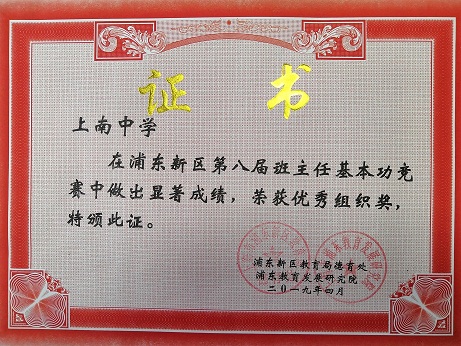 证书
上南中学
在浦东新区第八届班主任基本功竞
赛中做出显著成绩，荣获优秀组织奖，
特颁此证。
浦东新区教育局德育处
浦东教育发展研究院
二〇一九年四月